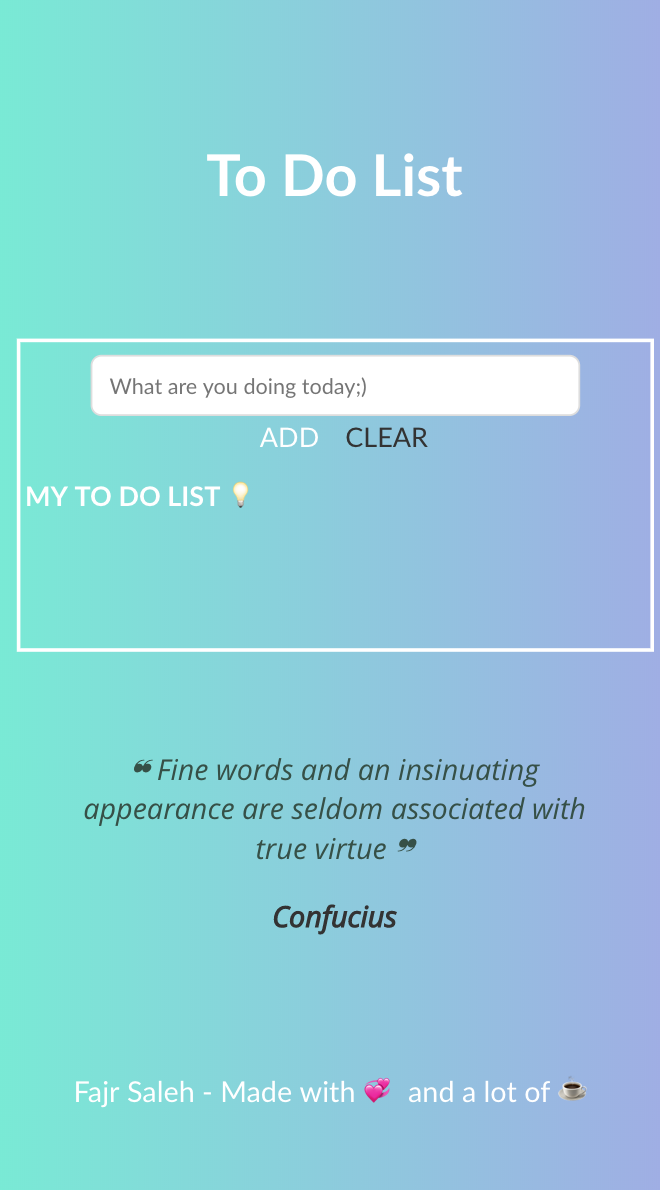 To Do List
What are you doing today;)
ADD CLEAR
MY TO DO LIST 💡
❝ Fine words and an insinuating
appearance are seldom associated with
true virtue ❞
Confucius
Fajr Saleh - Made with 💞 and a lot of ☕